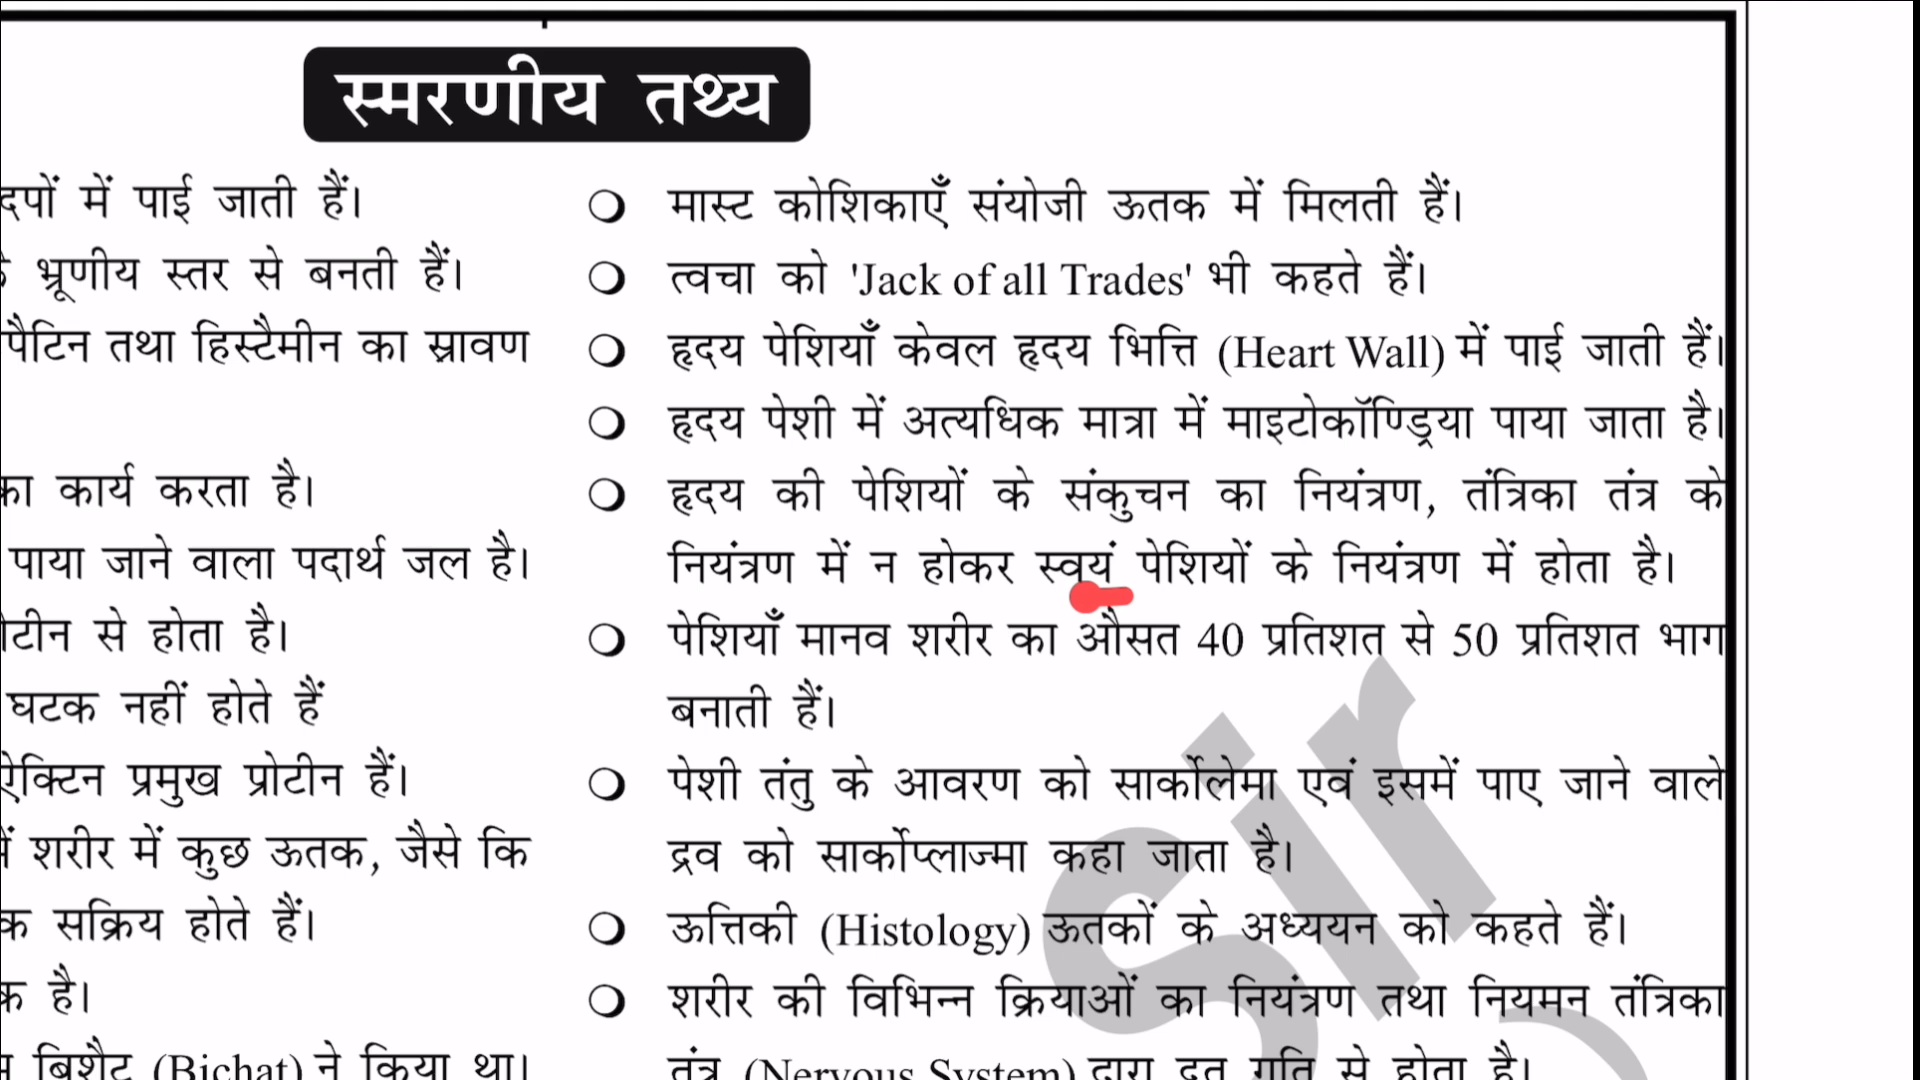 स्मरणीय तथ्य
में पाई जाती हैं।
भ्रूणीय स्तर से बनती हैं।
तथा हिस्टैमीन का स्रावण
का कार्य करता है।
पाया जाने वाला पदार्थ जल है।
से होता है।
घटक नहीं होते हैं
ऐक्टिन प्रमुख प्रोटीन हैं।
शरीर में कुछ ऊतक, जैसे कि
सक्रिय होते हैं।
है।
बिशैट (Bichat) ने किया था।
मास्ट कोशिकाएँ संयोजी ऊतक में मिलती हैं।
त्वचा को 'Jack of all Trades' भी कहते हैं।
हृदय पेशियाँ केवल हृदय भित्ति (Heart Wall) में पाई जाती हैं।
हृदय पेशी में अत्यधिक मात्रा में माइटोकॉण्ड्रिया पाया जाता है।
हृदय की पेशियों के संकुचन का नियंत्रण, तंत्रिका तंत्र के
नियंत्रण में न होकर स्वयं पेशियों के नियंत्रण में होता है।
पेशियाँ मानव शरीर का औसत 40 प्रतिशत से 50 प्रतिशत भाग
बनाती हैं।
पेशी तंतु के आवरण को सार्कोलेमा एवं इसमें पाए जाने वाले
द्रव को सार्कोप्लाज्मा कहा जाता है।
ऊत्तिकी (Histology) ऊतकों के अध्ययन को कहते हैं।
शरीर की विभिन्न क्रियाओं का नियंत्रण तथा नियमन तंत्रिका
तंत्र (Nervous System) द्वारा द्रुत गति से होता है।
Sir